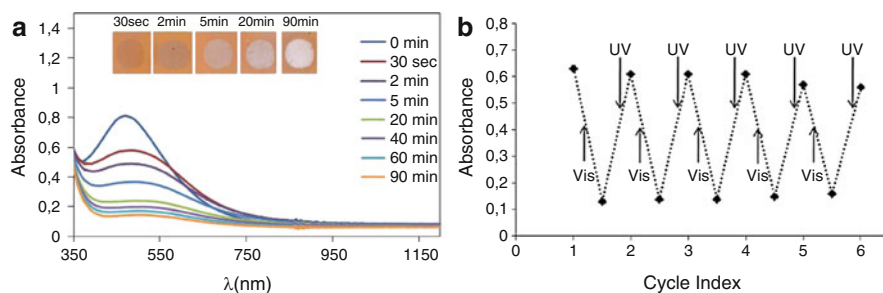 a
30sec 2min 5min 20min 90min
1,4
1,2
1
0,8
0,6
0,4
0,2
0
Absorbance
350 550 750 950 1150
λ(nm)
0 min
30 sec
2 min
5 min
20 min
40 min
60 min
90 min
b
0,8
0,7
0,6
0,5
0,4
0,3
0,2
0,1
0
Absorbance
UV UV UV UV UV
Vis Vis Vis Vis Vis
0 1 2 3 4 5 6
Cycle Index